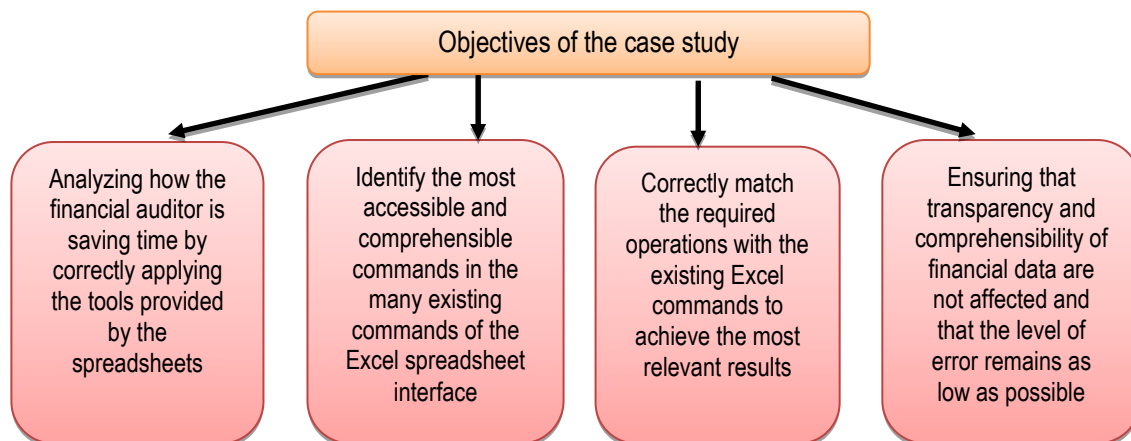 Objectives of the case study
Analyzing how the
financial auditor is
saving time by
correctly applying
the tools provided
by the
spreadsheets
Identify the most
accessible and
comprehensible
commands in the
many existing
commands of the
Excel spreadsheet
interface
Correctly match
the required
operations with the
existing Excel
commands to
achieve the most
relevant results
Ensuring that
transparency and
comprehensibility of
financial data are
not affected and
that the level of
error remains as
low as possible